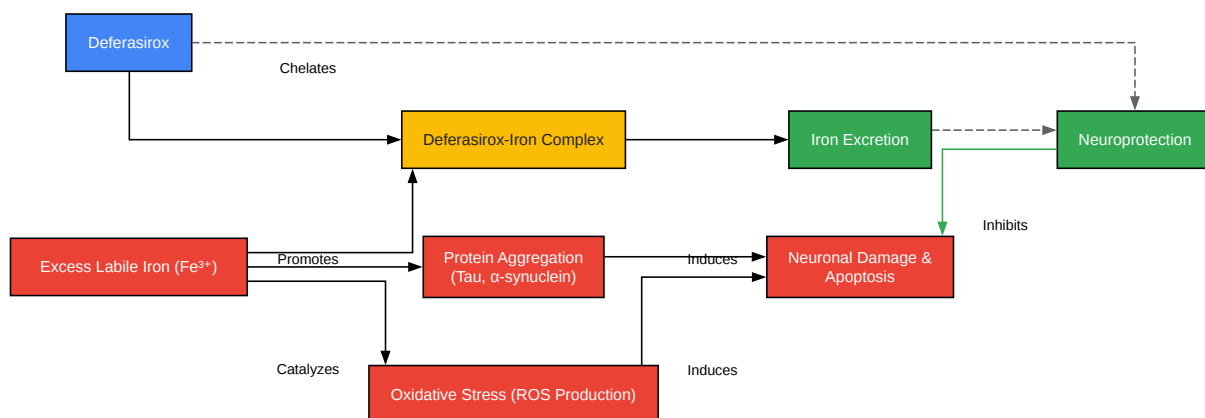 Deferasirox
Chelates
Deferasirox-Iron Complex
Iron Excretion
Neuroprotection
Inhibits
Excess Labile Iron (Fe³⁺)
Promotes
Protein Aggregation
(Tau, α-synuclein)
Induces
Neuronal Damage &
Apoptosis
Catalyzes
Oxidative Stress (ROS Production)
Induces